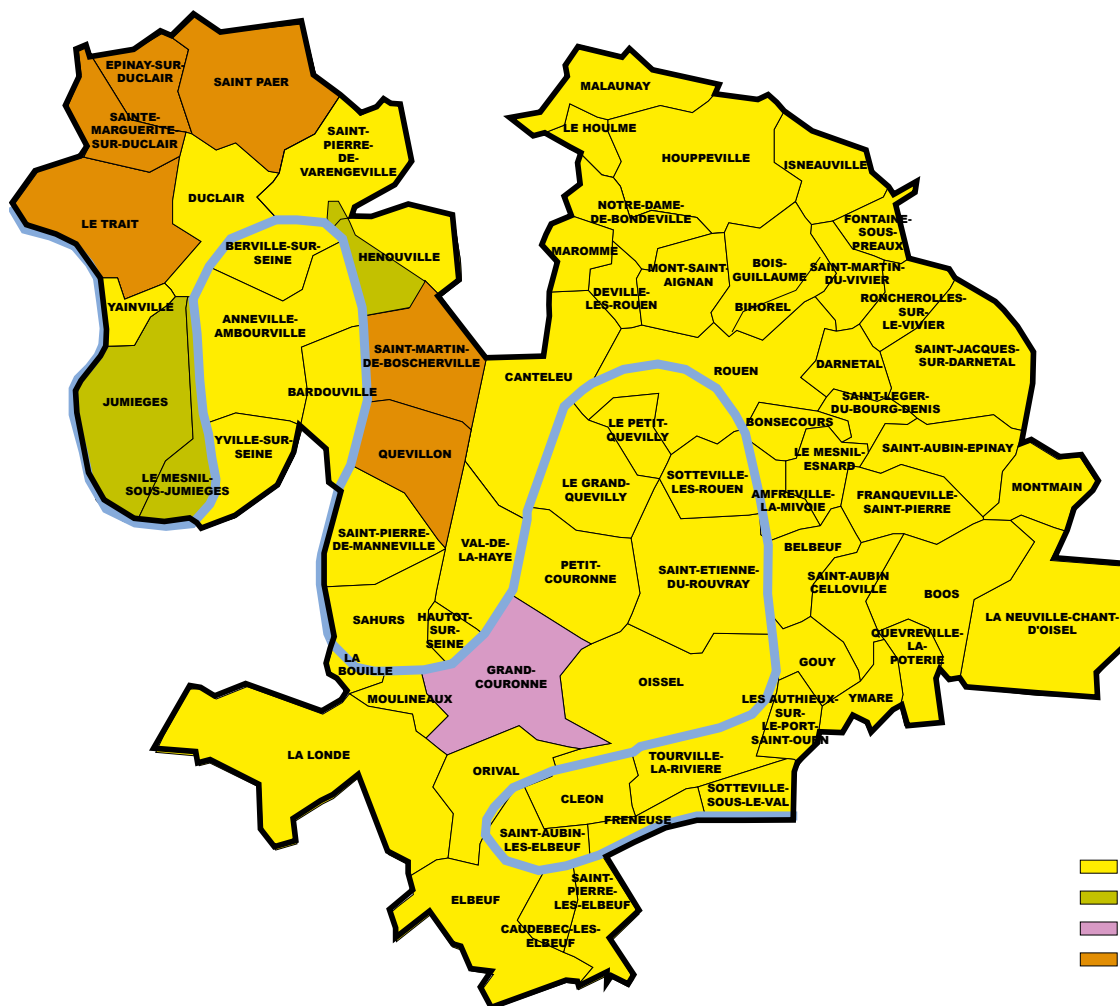 EPINAY-SUR-
DUCLAIR
SAINT PAER
SAINTE-
MARGUERITE-
SUR-DUCLAIR
SAINT-
PIERRE-
DE-
VARENGEVILLE
DUCLAIR
LE TRAIT
BERVILLE-SUR-
SEINE
HENOUVILLE
YAINVILLE
ANNEVILLE-
AMBOURVILLE
SAINT-MARTIN-
DE-BOSCHERVILLE
BARDOUVILLE
JUMIEGES
YVILLE-SUR-
SEINE
QUEVILLON
LE MESNIL-
SOUS-JUMIEGES
MALAUNAY
LE HOULME
HOUPPEVILLE
ISNEAUVILLE
NOTRE-DAME-
DE-BONDEVILLE
FONTAINE-
SOUS-
PREAUX
MAROMME
MONT-SAINT-
AIGNAN
BOIS-
GUILLAUME
SAINT-MARTIN-
DU-VIVIER
DEVILLE-
LES-ROUEN
BIHOREL
RONCHEROLLES-
SUR-
LE-VIVIER
SAINT-JACQUES-
SUR-DARNETAL
CANTELEU
ROUEN
DARNETAL
SAINT-LEGER-
DU-BOURG-DENIS
LE PETIT-
QUEVILLY
BONSECOURS
LE MESNIL-
ESNARD
SAINT-AUBIN-EPINAY
LE GRAND-
QUEVILLY
SOTTEVILLE-
LES-ROUEN
AMFREVILLE-
LA-MIVOIE
FRANQUEVILLE-
SAINT-PIERRE
MONTMAIN
SAINT-PIERRE-
DE-MANNEVILLE
VAL-DE-
LA-HAYE
PETIT-
COURONNE
SAINT-ETIENNE-
DU-ROUVRAY
BELBEUF
SAINT-AUBIN
CELLOVILLE
BOOS
LA NEUVILLE-CHANT-
D'OISEL
SAHURS
HAUTOT-
SUR-
SEINE
QUEVREVILLE-
LA-
POTERIE
LA
BOUILLE
GRAND-
COURONNE
OISSEL
GOUY
MOULINEAUX
LES AUTHIEUX-
SUR-
LE-PORT-
SAINT-OUEN
YMARE
LA LONDE
ORIVAL
TOURVILLE-
LA-RIVIERE
CLEON
SOTTEVILLE-
SOUS-LE-VAL
FRENEUSE
SAINT-AUBIN-
LES-ELBEUF
ELBEUF
SAINT-
PIERRE-
LES-ELBEUF
CAUDEBEC-LES-
ELBEUF